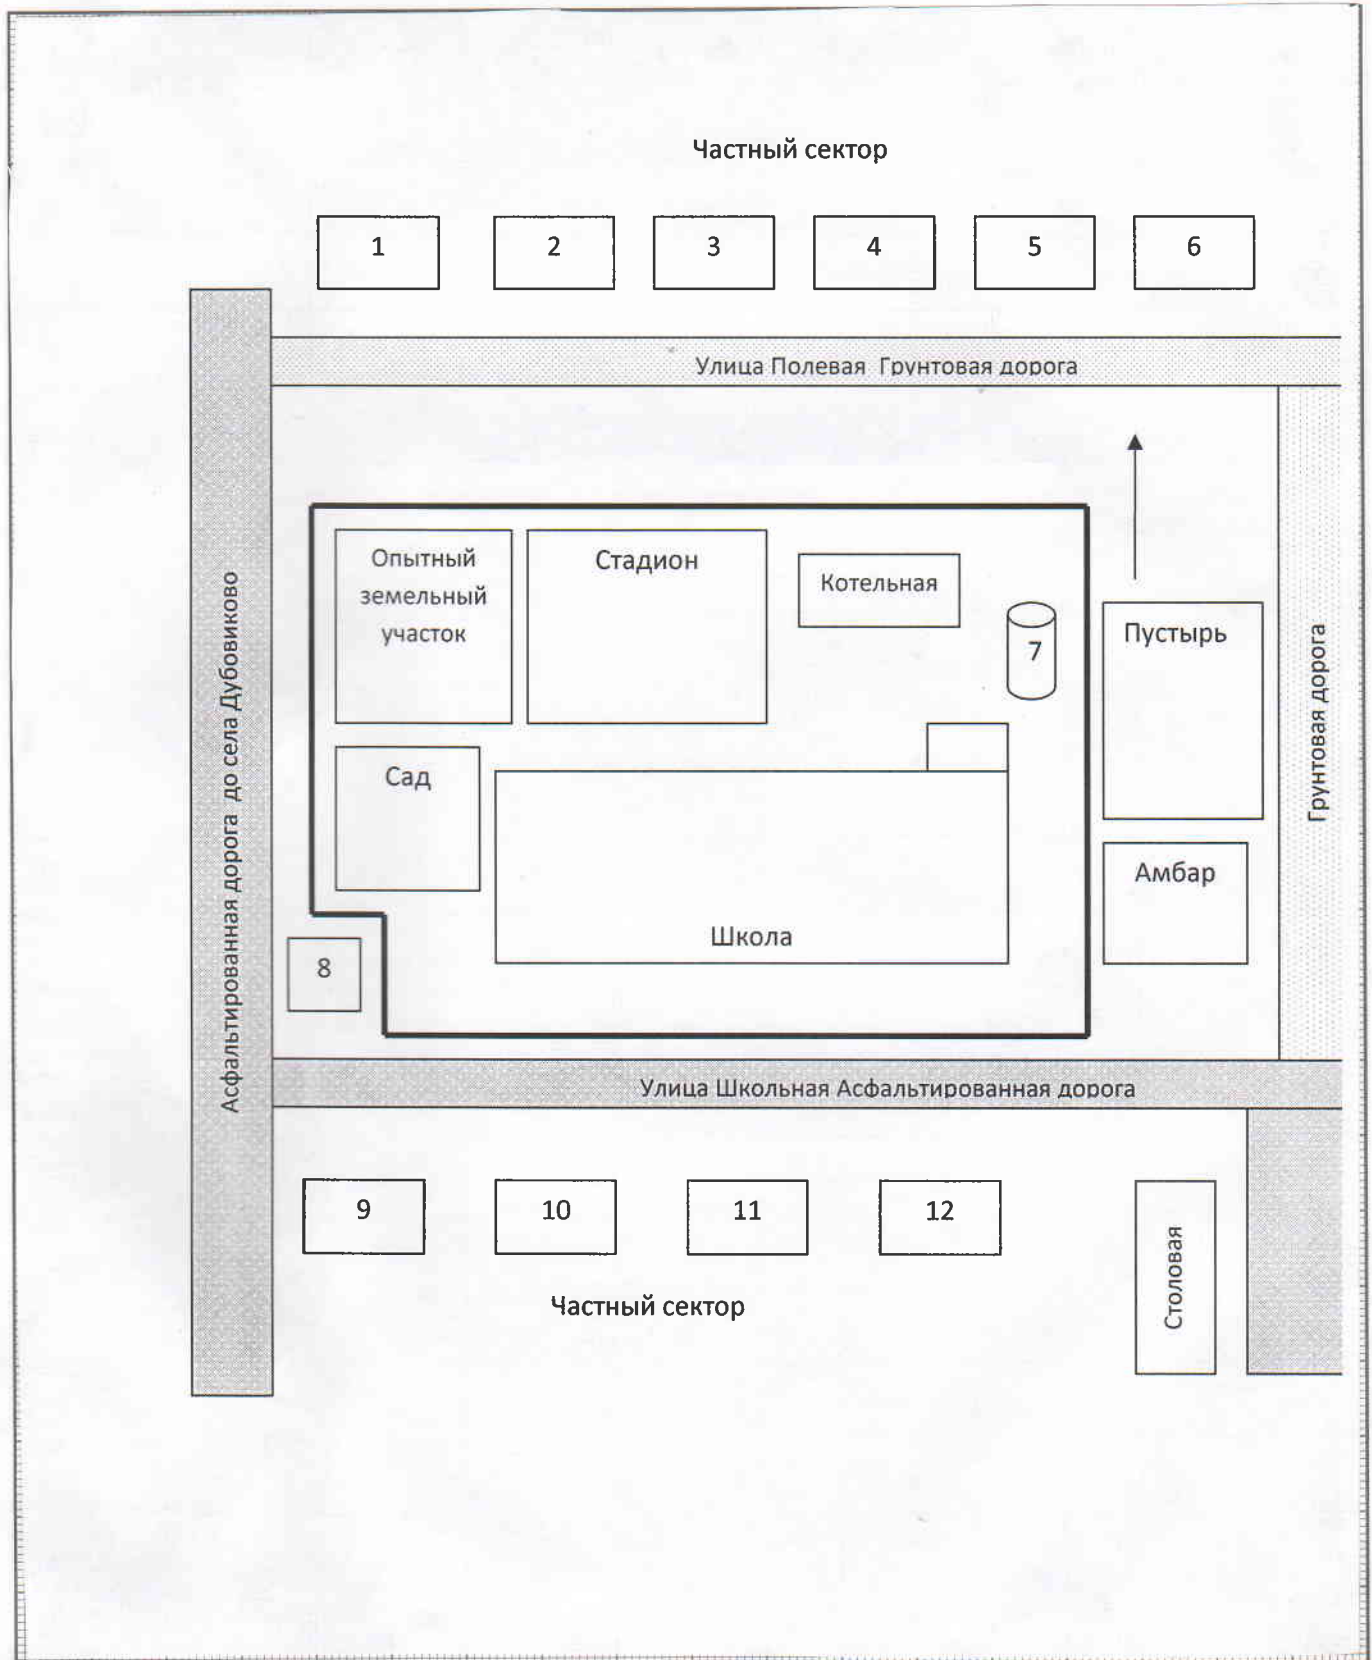 Частный сектор
1
2
3
4
5
6
Улица Полевая Грунтовая дорога
Асфальтированная дорога до села Дубовиково
Опытный
земельный
участок
Стадион
Котельная
7
Пустырь
Грунтовая дорога
Сад
Школа
Амбар
8
Улица Школьная Асфальтированная дорога
9
10
11
12
Столовая
Частный сектор